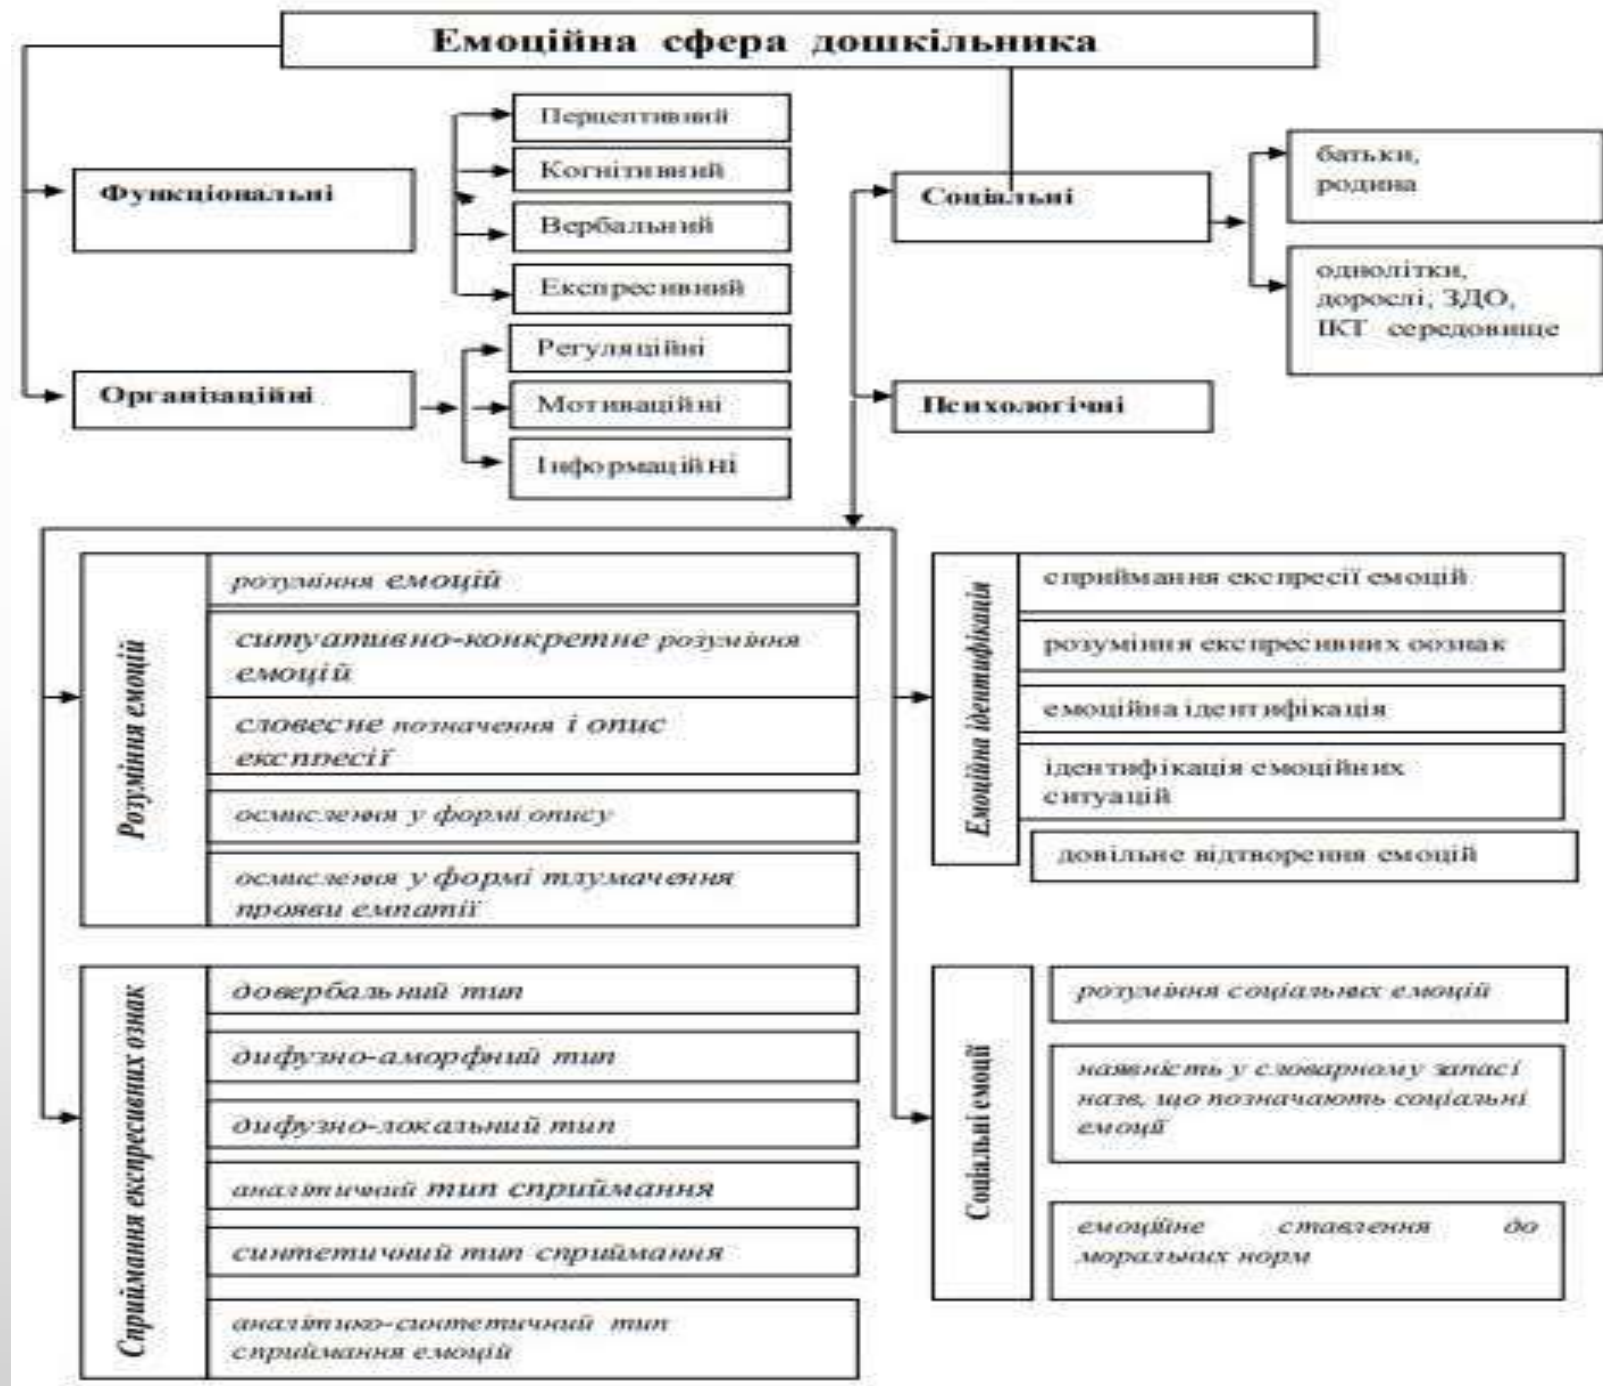 Емоційна сфера дошкільника
Функціональні
Перцептивний
Когнітивний
Вербальний
Експресивний
Організаційні
Регуляційні
Мотиваційні
Інформаційні
Соціальні
батьки,
родина
однолітки,
дорослі; ЗДО,
ІКТ середовище
Психологічні
Розуміння емоцій
розуміння емоцій
ситуативно-конкретне розуміння
емоцій
словесне позначення і опис
експресії
осмислення у формі опису
осмислення у формі тлумачення
прояви емпатії
Емоційна ідентифікація
сприймання експресії емоцій
розуміння експресивних оознак
емоційна ідентифікація
ідентифікація емоційних
ситуацій
довільне відтворення емоцій
Сприймання експресивних ознак
довербальний тип
дифузно-аморфний тип
дифузно-локальний тип
аналітичний тип сприймання
синтетичний тип сприймання
аналітико-синтетичний тип
сприймання емоцій
Соціальні емоції
розуміння соціальних емоцій
наявність у словарному запасі
назв, що позначають соціальні
емоції
емоційне ставлення до
моральних норм